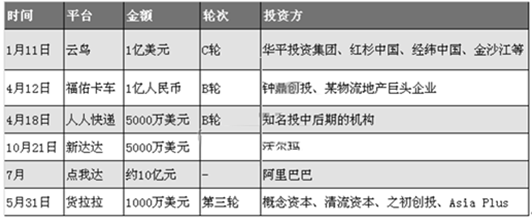 时间 平台 金额 轮次 投资方
1月11日 云鸟 1亿美元 C轮 华平投资集团、红杉中国、经纬中国、金沙江等
4月12日 福佑卡车 1亿人民币 B轮 钟鼎创投、某物流地产巨头企业
4月18日 人人快递 5000万美元 B轮 知名投中后期的机构
10月21日 新达达 5000万美元 沃尔玛
7月 点我达 约10亿元 - 阿里巴巴
5月31日 货拉拉 1000万美元 第三轮 概念资本、清流资本、之初创投、Asia Plus